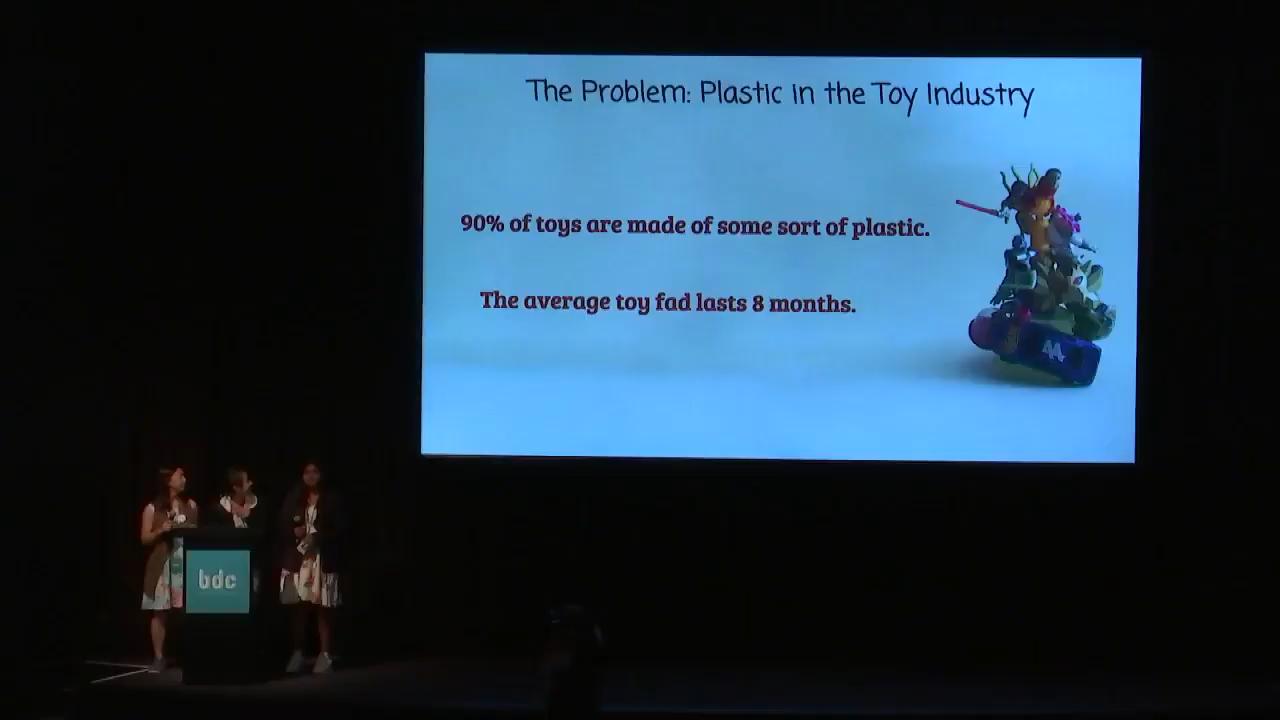 The Problem: Plastic in the Toy Industry
90% of toys are made of some sort of plastic.
The average toy fad lasts 8 months.
bdc